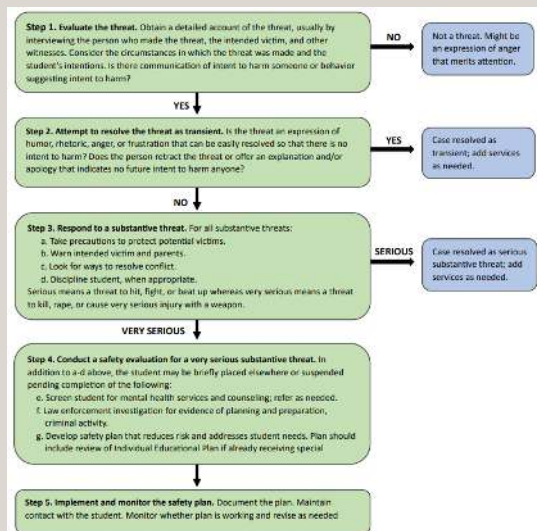 Step 1. Evaluate the threat. Obtain a detailed account of the threat, usually by
interviewing the person who made the threat, the intended victim, and other
witnesses. Consider the circumstances in which the threat was made and the
student's intentions. Is there communication of intent to harm someone or behavior
suggesting intent to harm?
NO
Not a threat. Might be
an expression of anger
that merits attention.
YES
Step 2. Attempt to resolve the threat as transient. Is the threat an expression of
humor, rhetoric, anger, or frustration that can be easily resolved so that there is no
intent to harm? Does the person retract the threat or offer an explanation and/or
apology that indicates no future intent to harm anyone?
YES
Case resolved as
transient; add services
as needed.
NO
Step 3. Respond to a substantive threat. For all substantive threats:
a. Take precautions to protect potential victims.
b. Warn intended victim and parents.
c. Look for ways to resolve conflict.
d. Discipline student, when appropriate.
Serious means a threat to hit, fight, or beat up whereas very serious means a threat
to kill, rape, or cause very serious injury with a weapon.
SERIOUS
Case resolved as serious
substantive threat; add
services as needed.
VERY SERIOUS
Step 4. Conduct a safety evaluation for a very serious substantive threat. In
addition to a-d above, the student may be briefly placed elsewhere or suspended
pending completion of the following:
e. Screen student for mental health services and counseling; refer as needed.
f. Law enforcement investigation for evidence of planning and preparation,
criminal activity.
g. Develop safety plan that reduces risk and addresses student needs. Plan should
include review of Individual Educational Plan if already receiving special
Step 5. Implement and monitor the safety plan. Document the plan. Maintain
contact with the student. Monitor whether plan is working and revise as needed